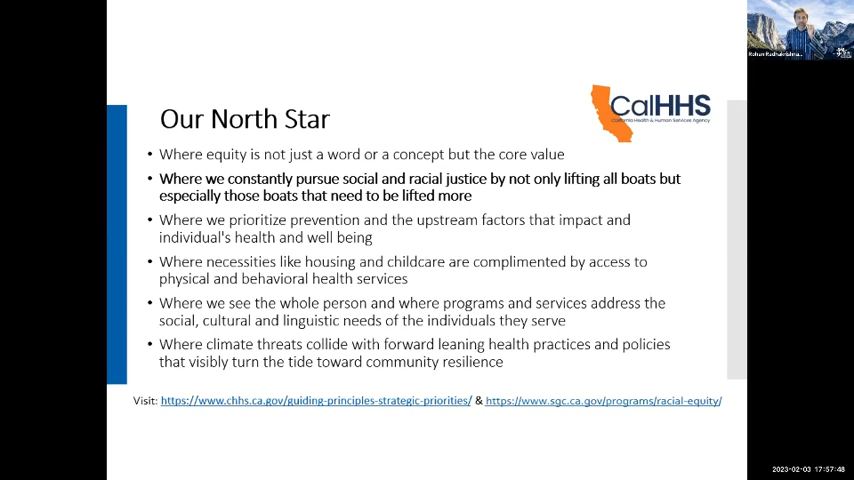 Our North Star
CalHHS
California Health & Human Services Agency
• Where equity is not just a word or a concept but the core value
• Where we constantly pursue social and racial justice by not only lifting all boats but
especially those boats that need to be lifted more
• Where we prioritize prevention and the upstream factors that impact and
individual's health and well being
• Where necessities like housing and childcare are complimented by access to
physical and behavioral health services
• Where we see the whole person and where programs and services address the
social, cultural and linguistic needs of the individuals they serve
• Where climate threats collide with forward leaning health practices and policies
that visibly turn the tide toward community resilience
Visit: https://www.chhs.ca.gov/guiding-principles-strategic-priorities/ & https://www.sgc.ca.gov/programs/racial-equity/
2023-02-03 17:57:48